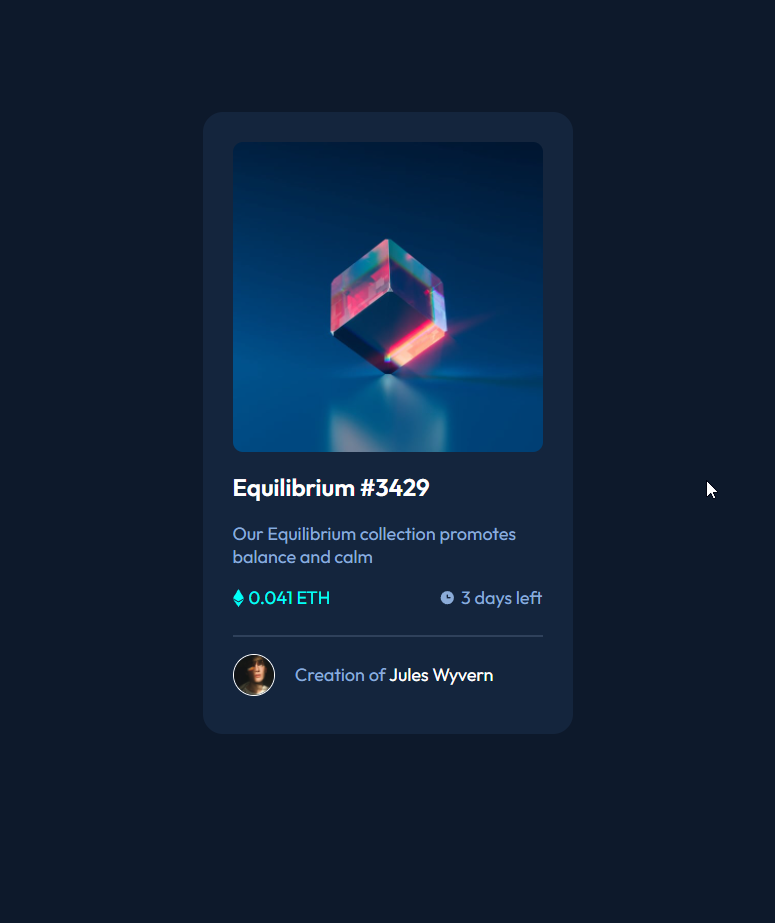 Equilibrium #3429
Our Equilibrium collection promotes
balance and calm
0.041 ETH 3 days left
Creation of Jules Wyvern